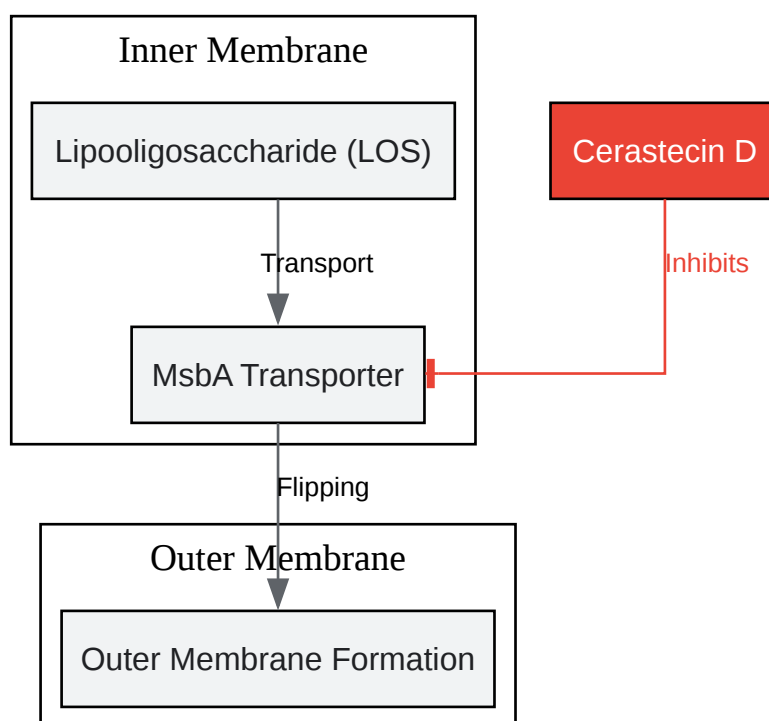 Inner Membrane
Lipooligosaccharide (LOS)
Cerastecin D
Transport
Inhibits
MsbA Transporter
Flipping
Outer Membrane
Outer Membrane Formation